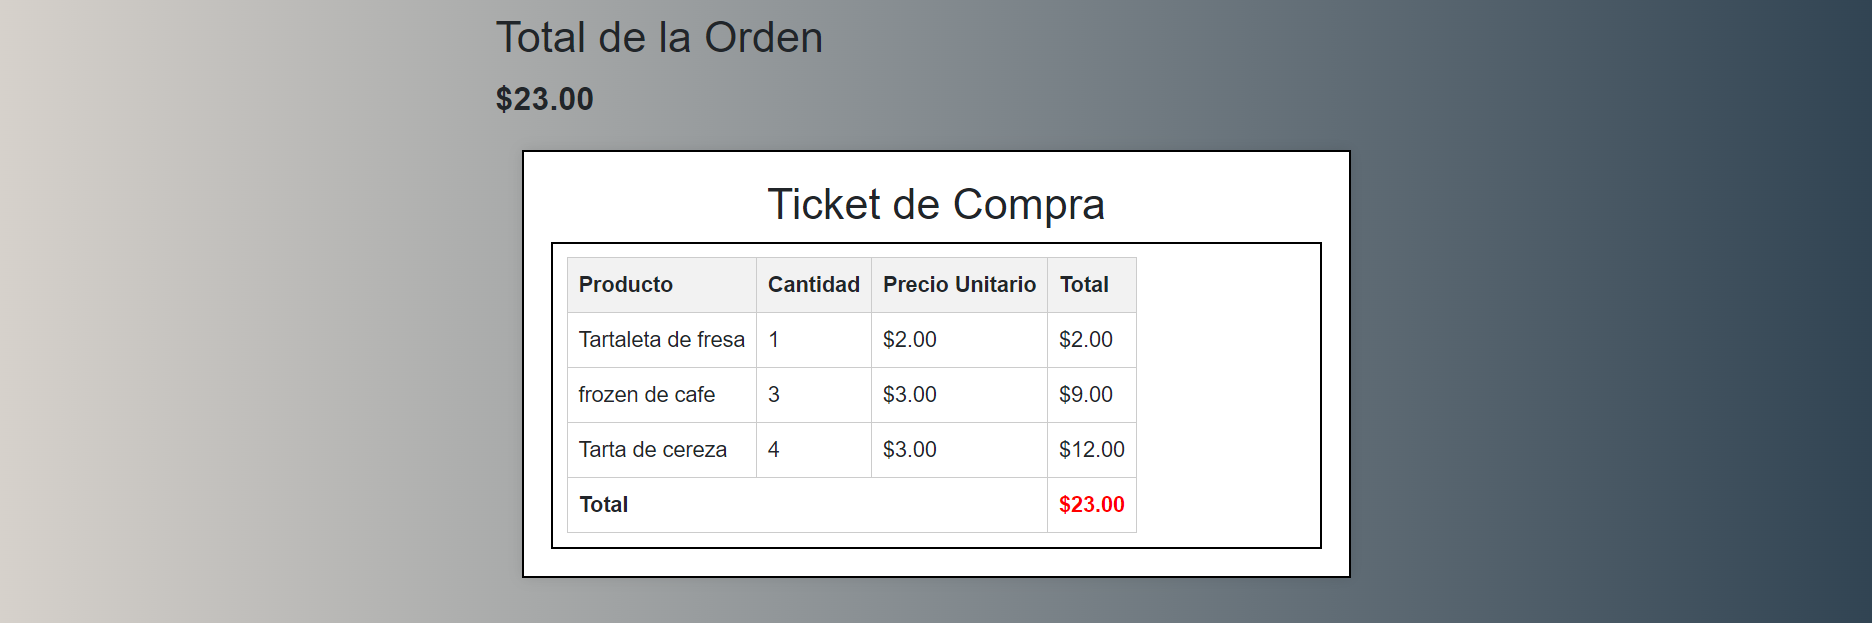 Total de la Orden
$23.00
Ticket de Compra
Producto Cantidad Precio Unitario Total
Tartaleta de fresa 1 $2.00 $2.00
frozen de cafe 3 $3.00 $9.00
Tarta de cereza 4 $3.00 $12.00
Total $23.00